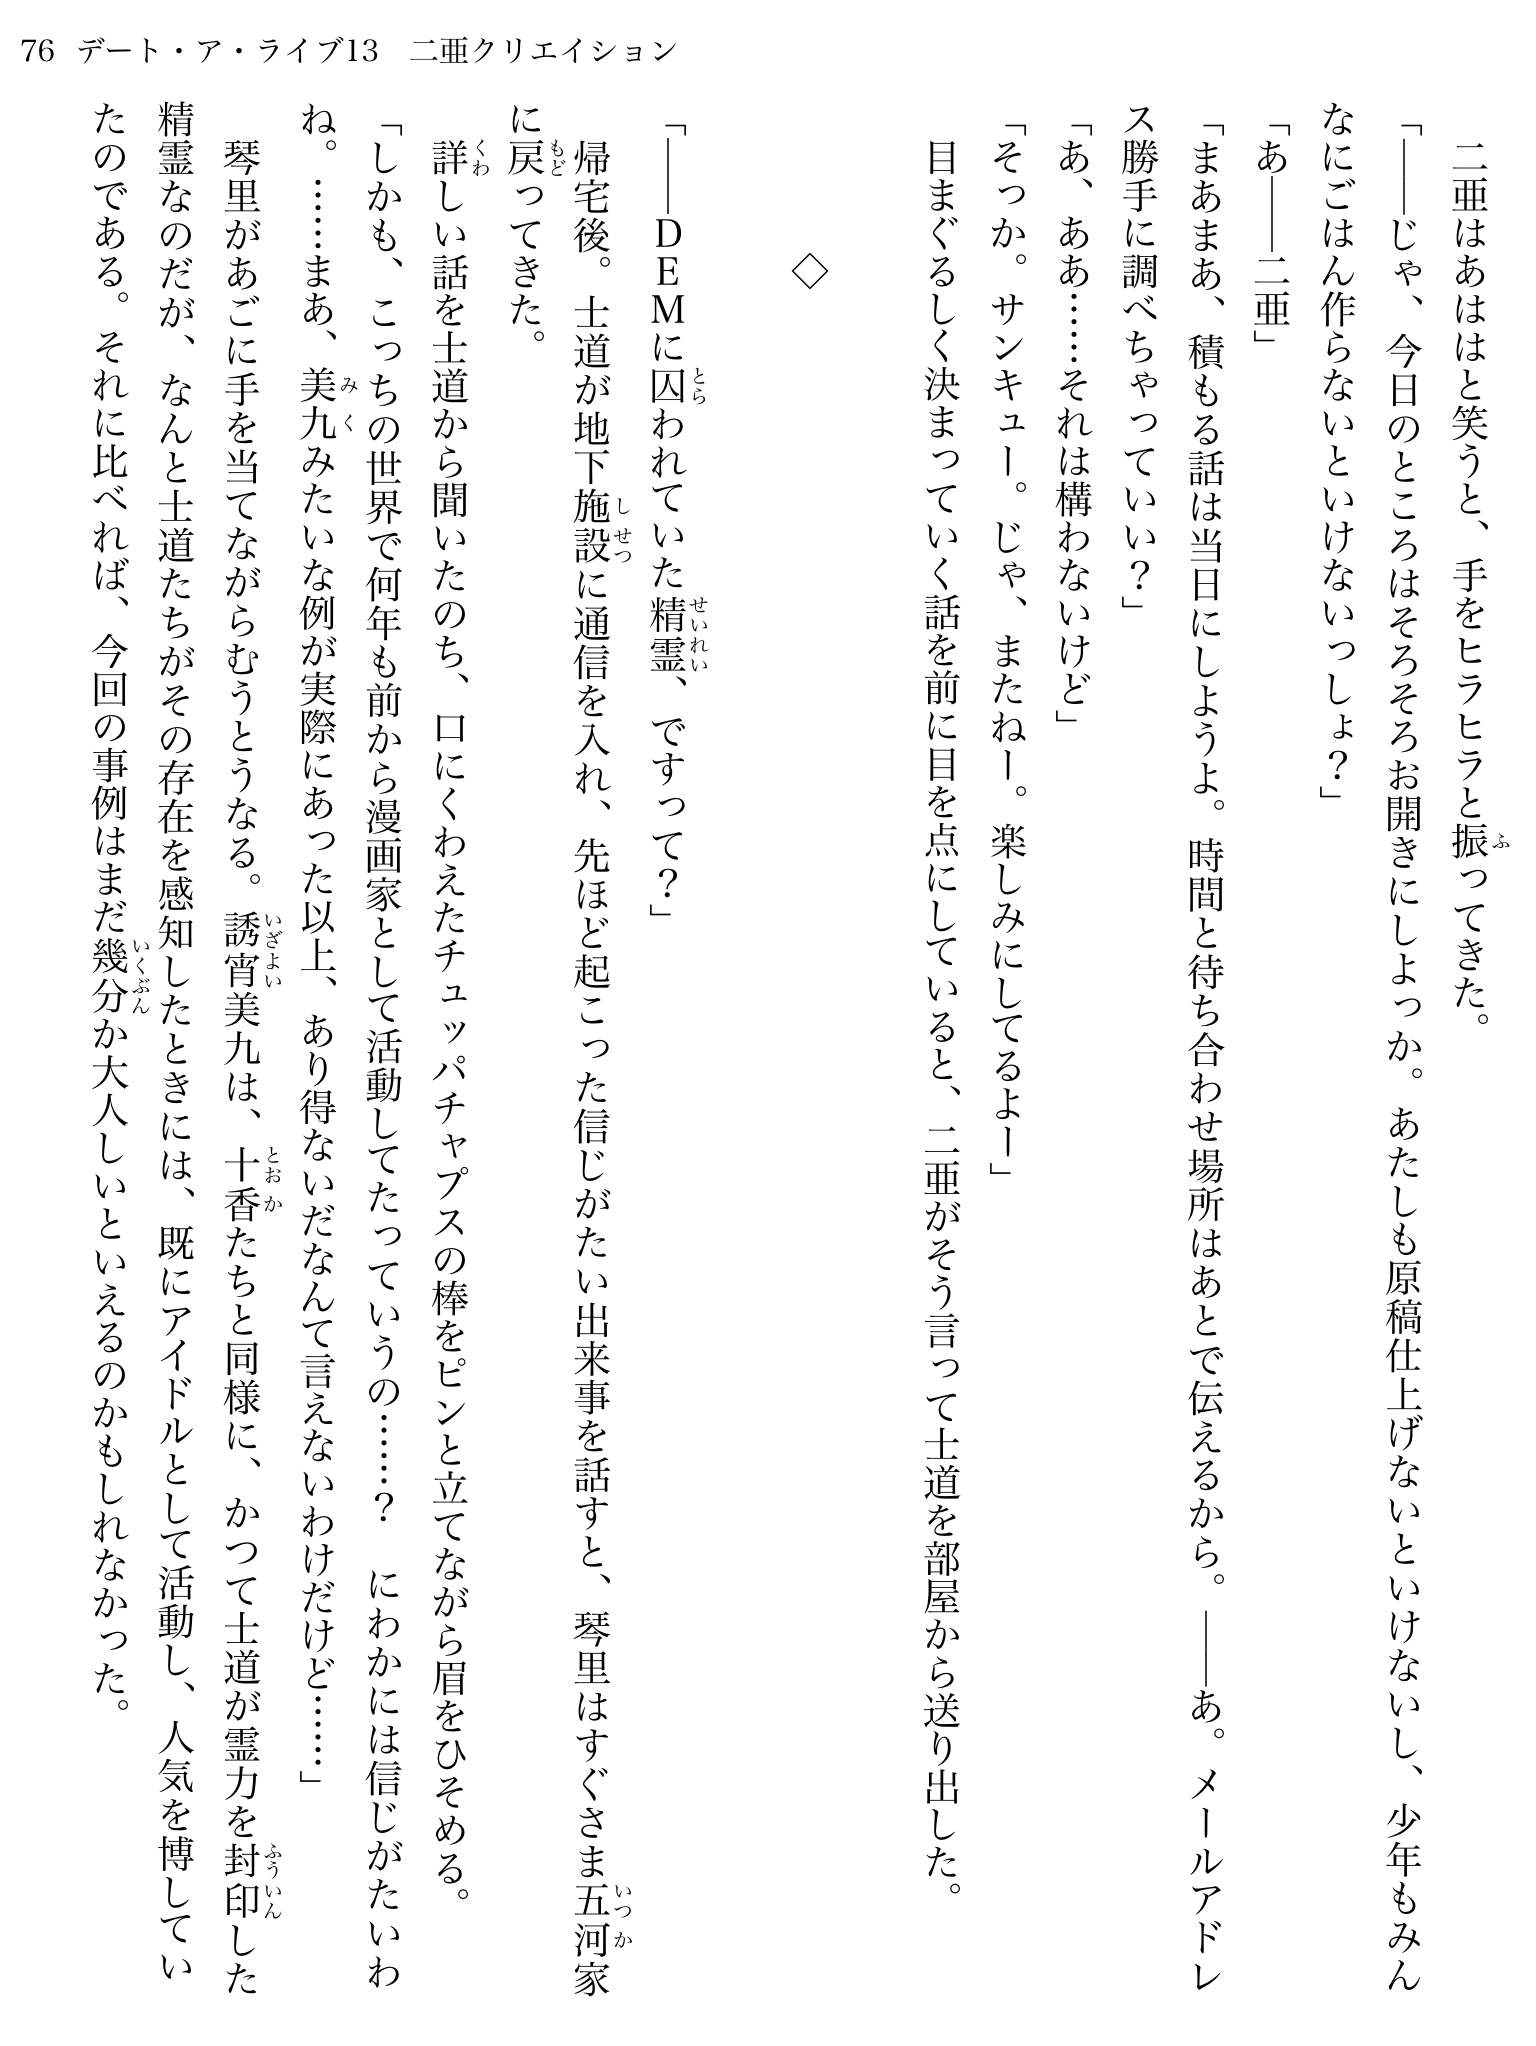 76 デート・ア・ライブ13　二亜クリエイション
　二亜はあははと笑うと、手をヒラヒラと振ってきた。
「――じゃ、今日のところはそろそろお開きにしよっか。あたしも原稿仕上げないといけないし、少年もみん
なにごはん作らないといけないっしょ？」
「あ――二亜」
「まあまあ、積もる話は当日にしようよ。時間と待ち合わせ場所はあとで伝えるから。――あ。メールアドレ
ス勝手に調べちゃっていい？」
「あ、ああ……それは構わないけど」
「そっか。サンキュー。じゃ、またねー。楽しみにしてるよー」
　目まぐるしく決まっていく話を前に目を点にしていると、二亜がそう言って士道を部屋から送り出した。
◇
「――ＤＥＭに囚われていた精霊、ですって？」
　帰宅後。士道が地下施設に通信を入れ、先ほど起こった信じがたい出来事を話すと、琴里はすぐさま五河家
に戻ってきた。
　詳しい話を士道から聞いたのち、口にくわえたチュッパチャプスの棒をピンと立てながら眉をひそめる。
「しかも、こっちの世界で何年も前から漫画家として活動してたっていうの……？　にわかには信じがたいわ
ね。……まあ、美九みたいな例が実際にあった以上、あり得ないだなんて言えないわけだけど……」
　琴里があごに手を当てながらむうとうなる。誘宵美九は、十香たちと同様に、かつて士道が霊力を封印した
精霊なのだが、なんと士道たちがその存在を感知したときには、既にアイドルとして活動し、人気を博してい
たのである。それに比べれば、今回の事例はまだ幾分か大人しいといえるのかもしれなかった。